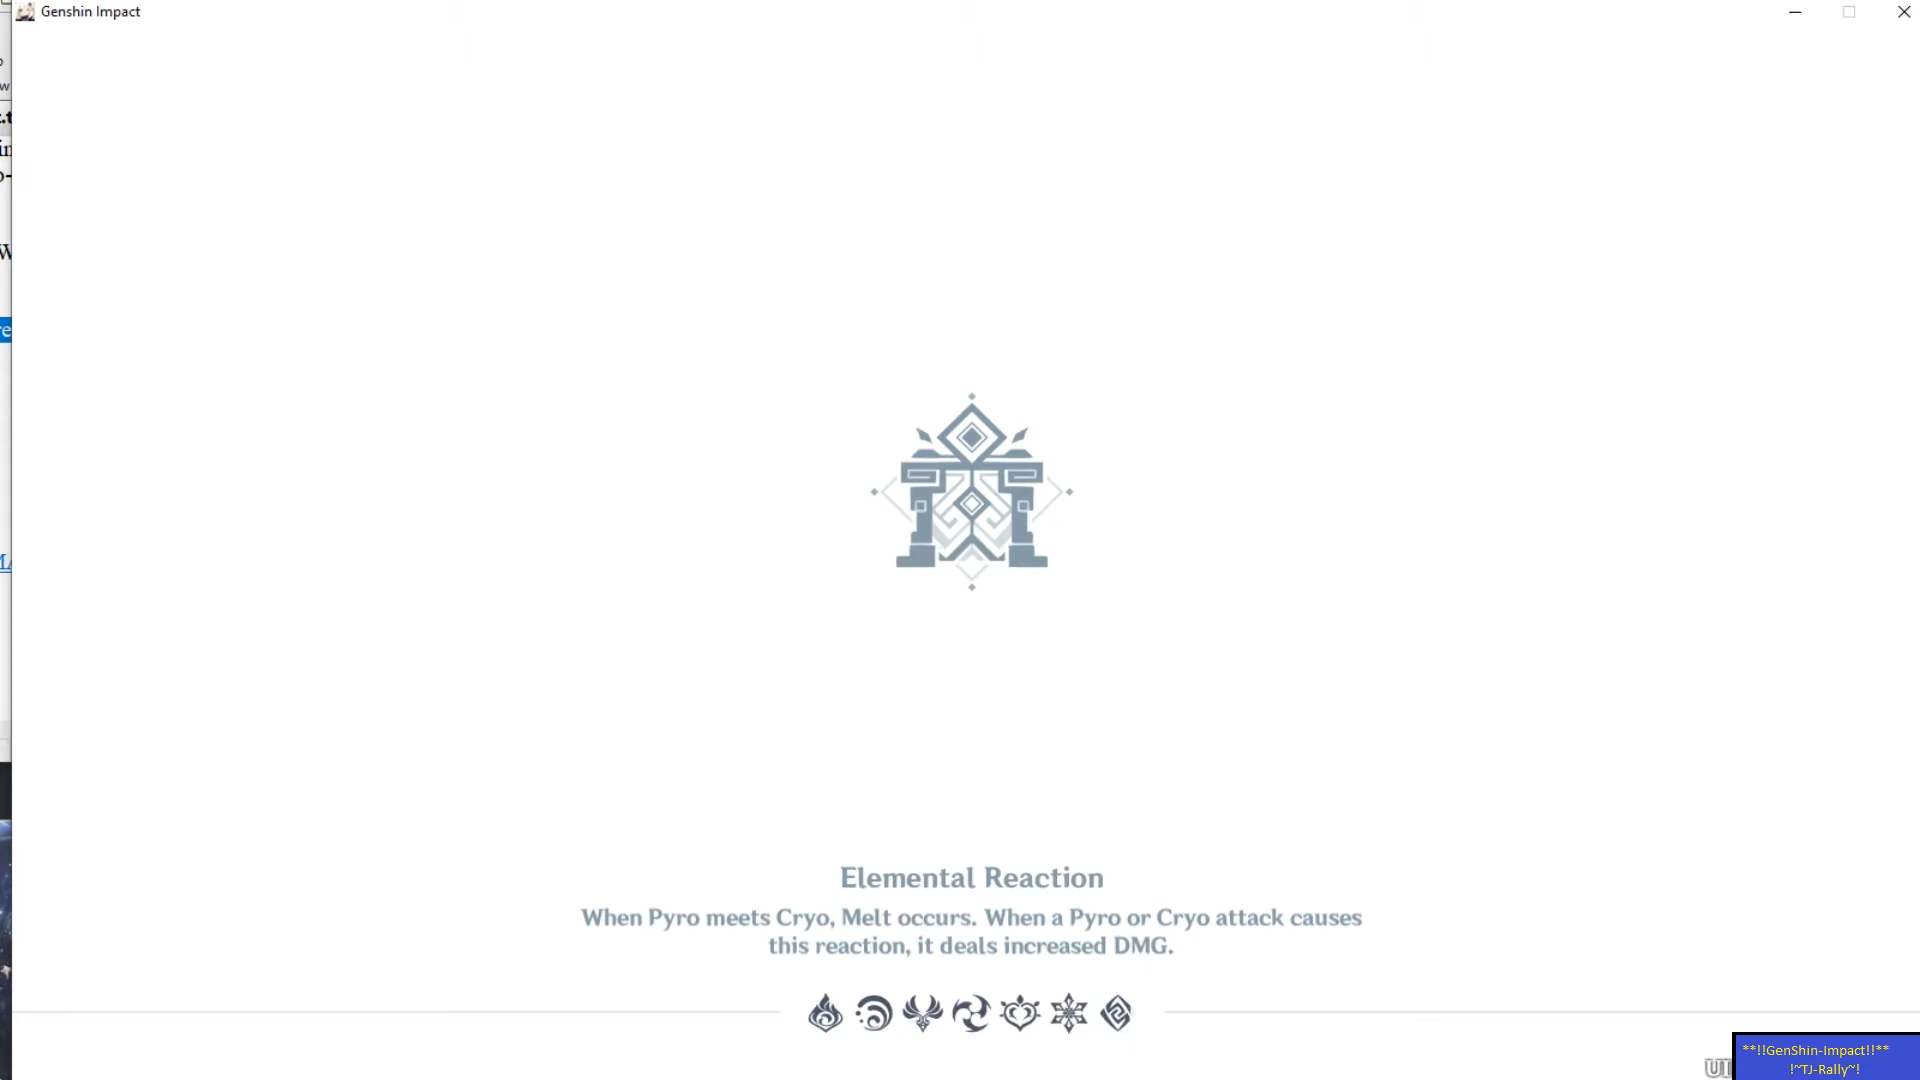 Genshin Impact
Elemental Reaction
When Pyro meets Cryo, Melt occurs. When a Pyro or Cryo attack causes
this reaction, it deals increased DMG.
**!!GenShin-Impact!!**
!~TJ-Rally~!